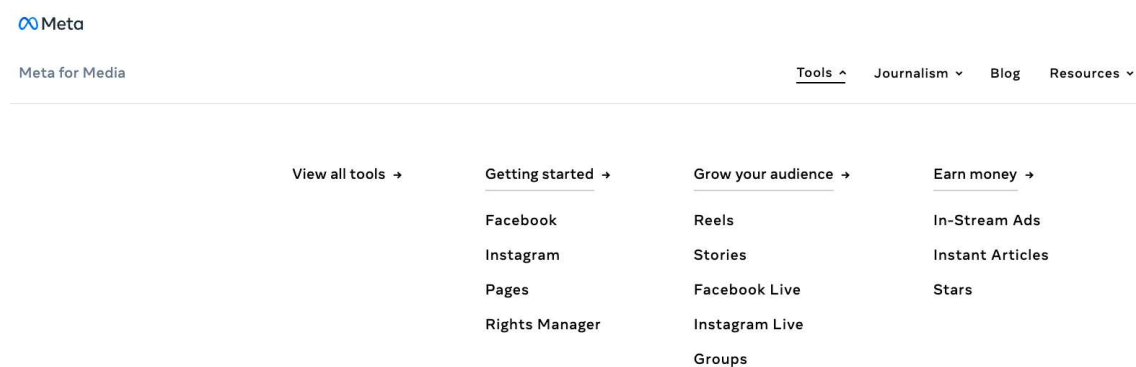 Meta
Meta for Media
Tools
Journalism
Blog
Resources
View all tools →
Getting started →
Facebook
Instagram
Pages
Rights Manager
Grow your audience →
Reels
Stories
Facebook Live
Instagram Live
Groups
Earn money →
In-Stream Ads
Instant Articles
Stars